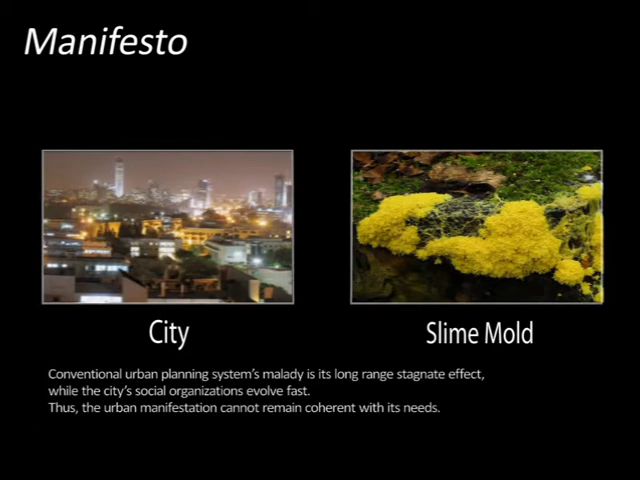 Manifesto
City
Slime Mold
Conventional urban planning system's malady is its long range stagnate effect,
while the city's social organizations evolve fast.
Thus, the urban manifestation cannot remain coherent with its needs.